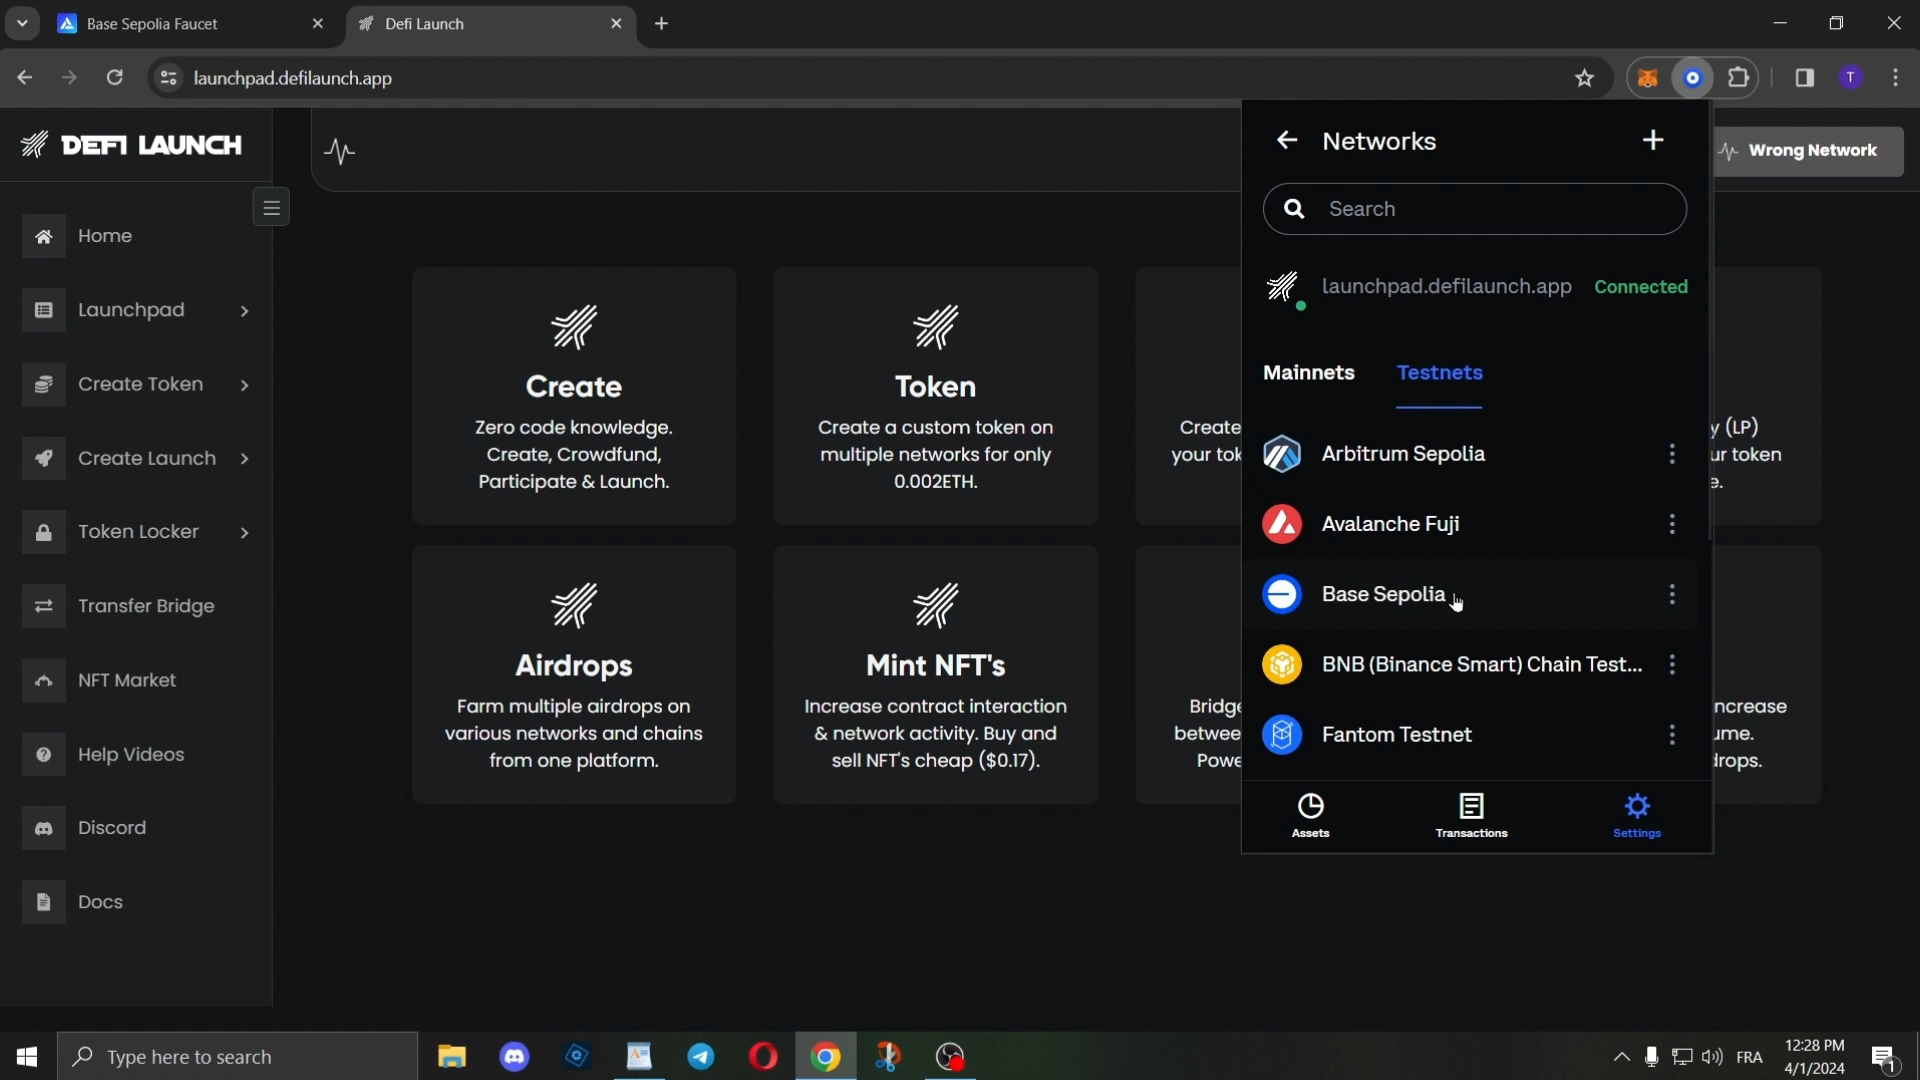 Base Sepolia Faucet
Defi Launch
launchpad.defilaunch.app
T
DEFI LAUNCH
Home
Launchpad
Create Token
Create Launch
Token Locker
Transfer Bridge
NFT Market
Help Videos
Discord
Docs
Wrong Network
Create
Zero code knowledge.
Create, Crowdfund,
Participate & Launch.
Token
Create a custom token on
multiple networks for only
0.002ETH.
Create
your tok
y (LP)
ur token
e.
Airdrops
Farm multiple airdrops on
various networks and chains
from one platform.
Mint NFT's
Increase contract interaction
& network activity. Buy and
sell NFT's cheap ($0.17).
Bridge
betwee
Powe
ncrease
ume.
drops.
Networks
Search
launchpad.defilaunch.app Connected
Mainnets Testnets
Arbitrum Sepolia
Avalanche Fuji
Base Sepolia
BNB (Binance Smart) Chain Test...
Fantom Testnet
Assets Transactions Settings
Type here to search
FRA
12:28 PM
4/1/2024
1